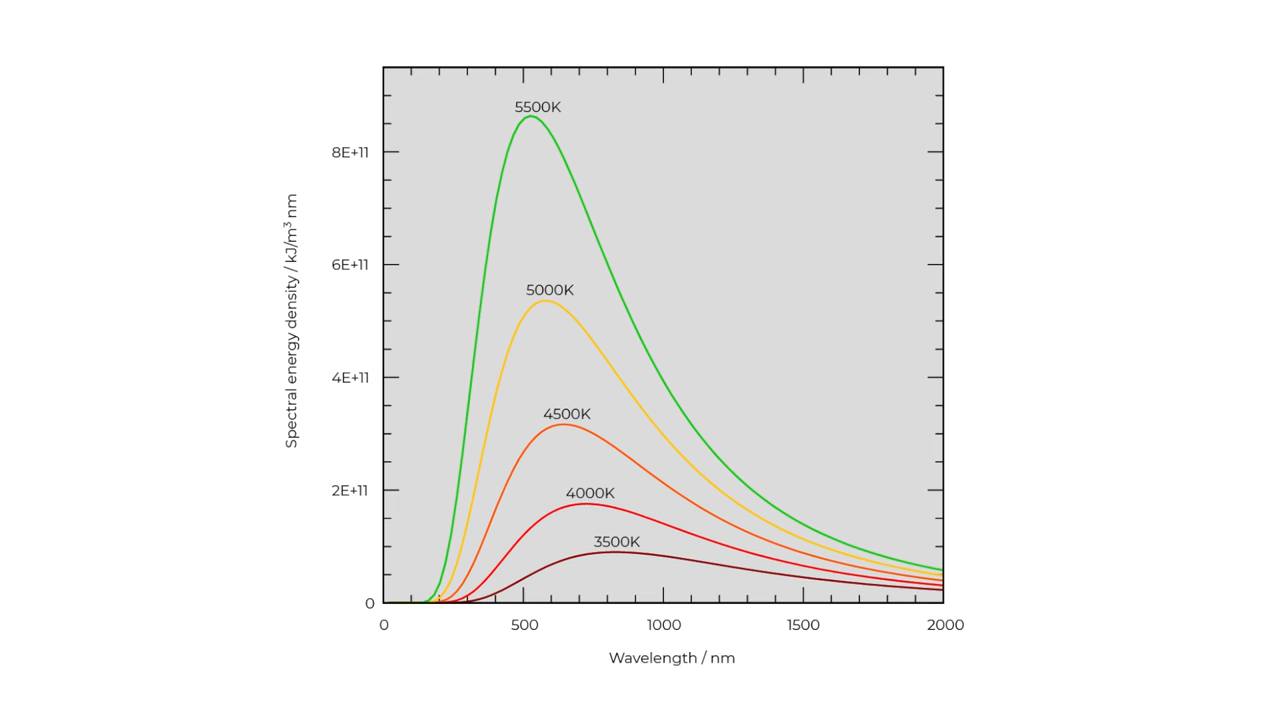 5500K
8E+11
6E+11
5000K
4E+11
4500K
2E+11
4000K
3500K
0
0
500
1000
1500
2000
Wavelength / nm
Spectral energy density / kJ/m³ nm